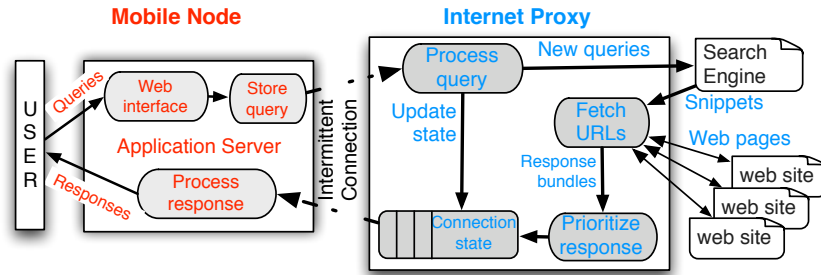 Mobile Node
Internet Proxy
USER
Queries
Web
interface
Store
query
Application Server
Process
response
Responses
Intermittent
Connection
Process
query
New queries
Search
Engine
Update
state
Snippets
Fetch
URLs
Web pages
Response
bundles
web site
web site
web site
Connection
state
Prioritize
response